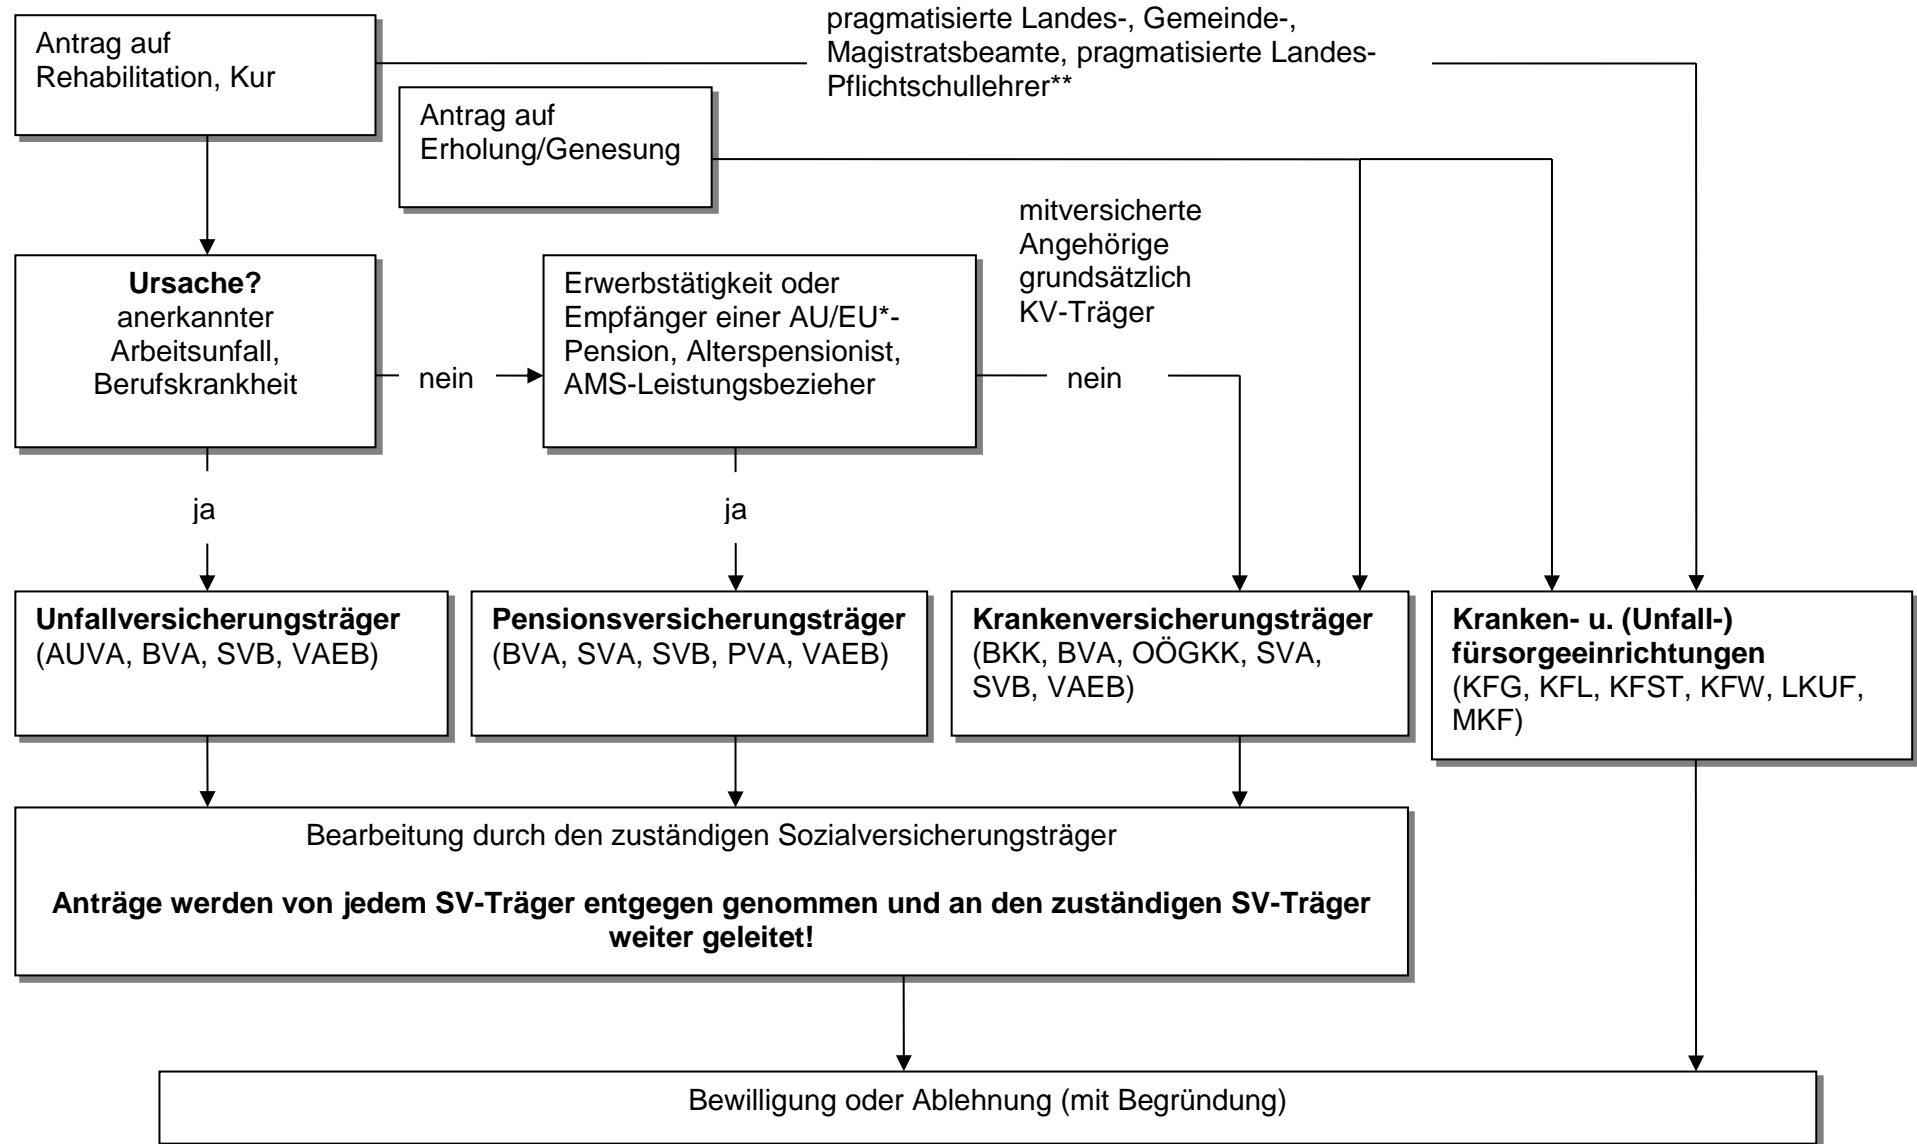 Antrag auf
Rehabilitation, Kur
pragmatisierte Landes-, Gemeinde-,
Magistratsbeamte, pragmatisierte Landes-
Pflichtschullehrer**
Antrag auf
Erholung/Genesung
mitversicherte
Angehörige
grundsätzlich
KV-Träger
Ursache?
anerkannter
Arbeitsunfall,
Berufskrankheit
nein
Erwerbstätigkeit oder
Empfänger einer AU/EU*-
Pension, Alterspensionist,
AMS-Leistungsbezieher
nein
ja
ja
Unfallversicherungsträger
(AUVA, BVA, SVB, VAEB)
Pensionsversicherungsträger
(BVA, SVA, SVB, PVA, VAEB)
Krankenversicherungsträger
(BKK, BVA, OÖGKK, SVA,
SVB, VAEB)
Kranken- u. (Unfall-)
fürsorgeeinrichtungen
(KFG, KFL, KFST, KFW, LKUF,
MKF)
Bearbeitung durch den zuständigen Sozialversicherungsträger
Anträge werden von jedem SV-Träger entgegen genommen und an den zuständigen SV-Träger
weiter geleitet!
Bewilligung oder Ablehnung (mit Begründung)